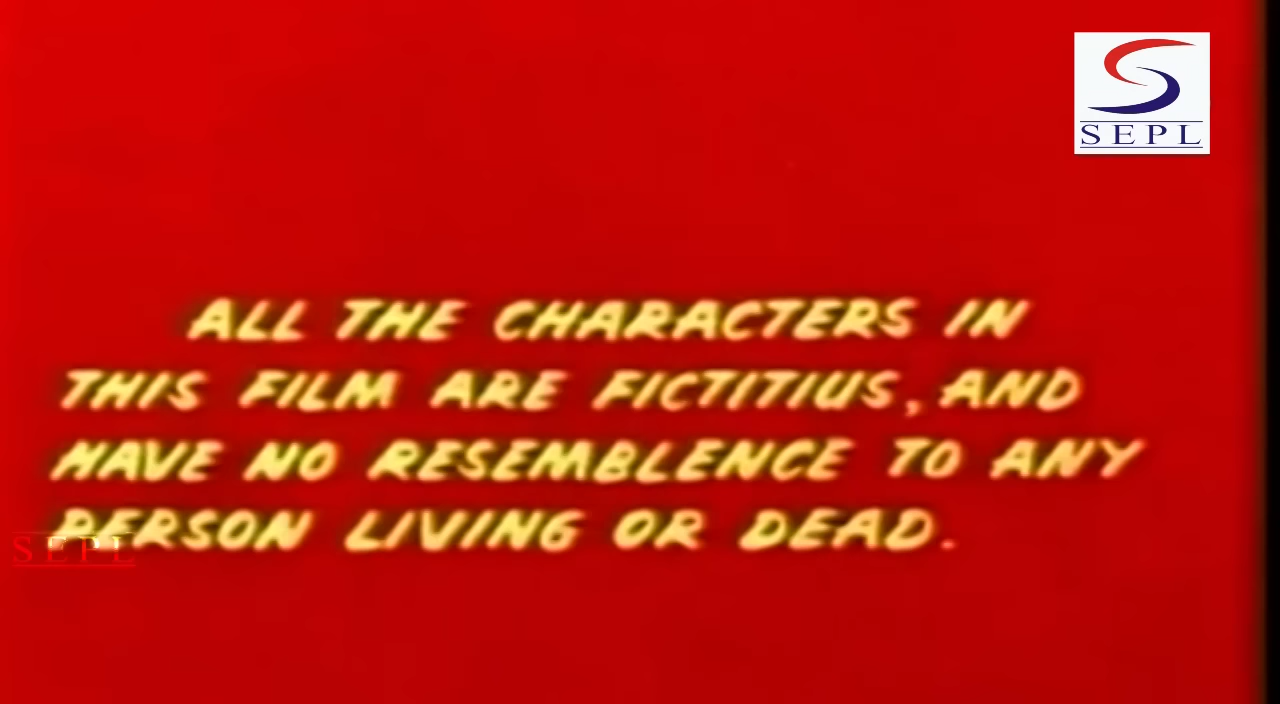 SEPL
ALL THE CHARACTERS IN
THIS FILM ARE FICTITIUS, AND
HAVE NO RESEMBLENCE TO ANY
PERSON LIVING OR DEAD.
SEPL